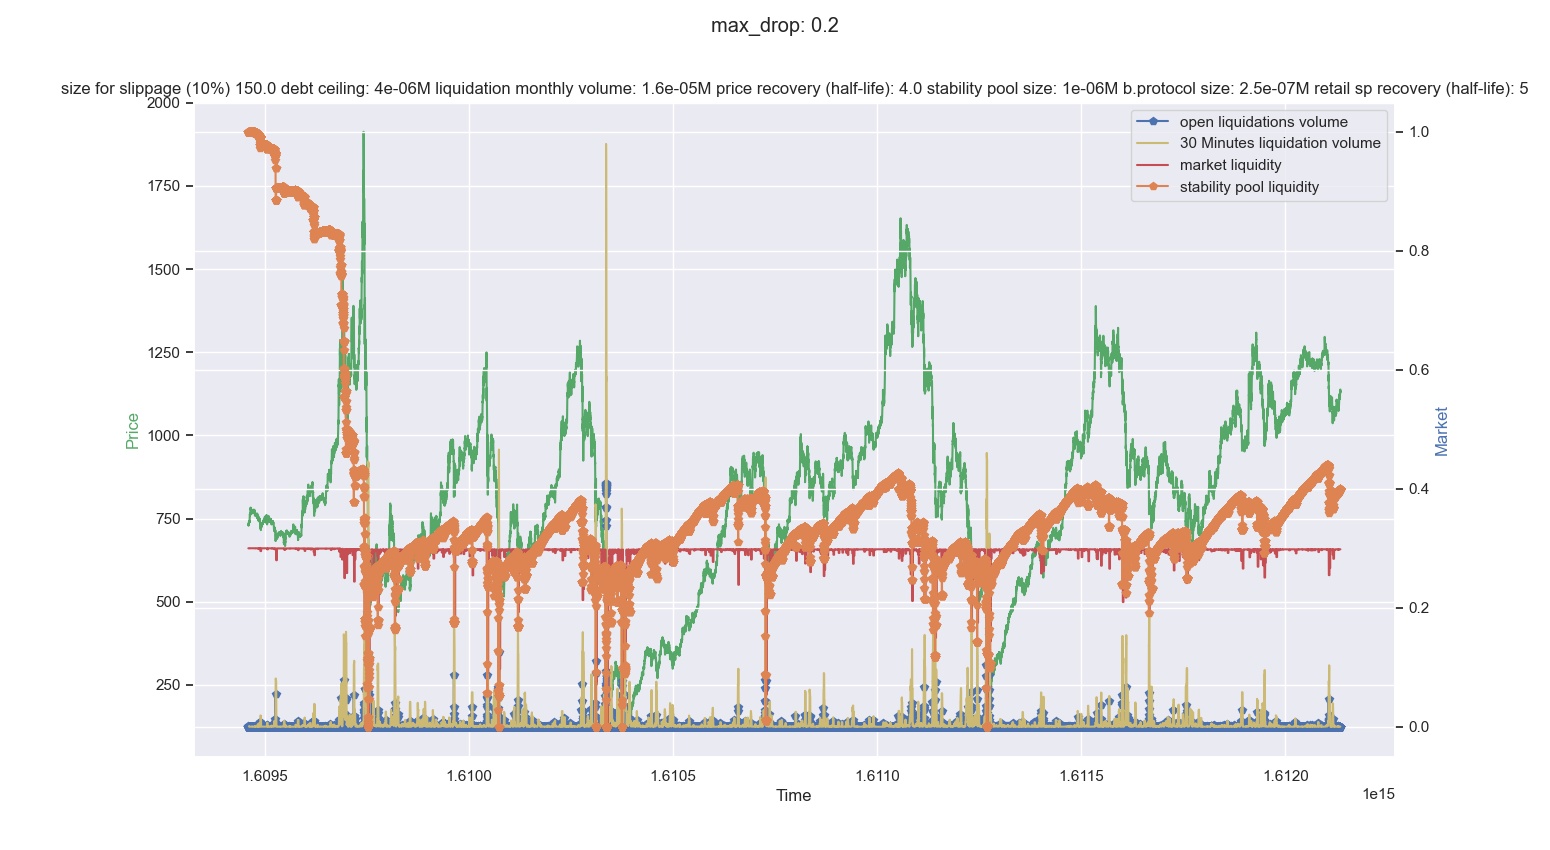 max_drop: 0.2
size for slippage (10%) 150.0 debt ceiling: 4e-06M liquidation monthly volume: 1.6e-05M price recovery (half-life): 4.0 stability pool size: 1e-06M b.protocol size: 2.5e-07M retail sp recovery (half-life): 5
open liquidations volume
30 Minutes liquidation volume
market liquidity
stability pool liquidity
2000
1750
1500
1250
1000
750
500
250
Price
1.0
0.8
0.6
0.4
0.2
0.0
Market
1.6095 1.6100 1.6105 1.6110 1.6115 1.6120
Time
1e15